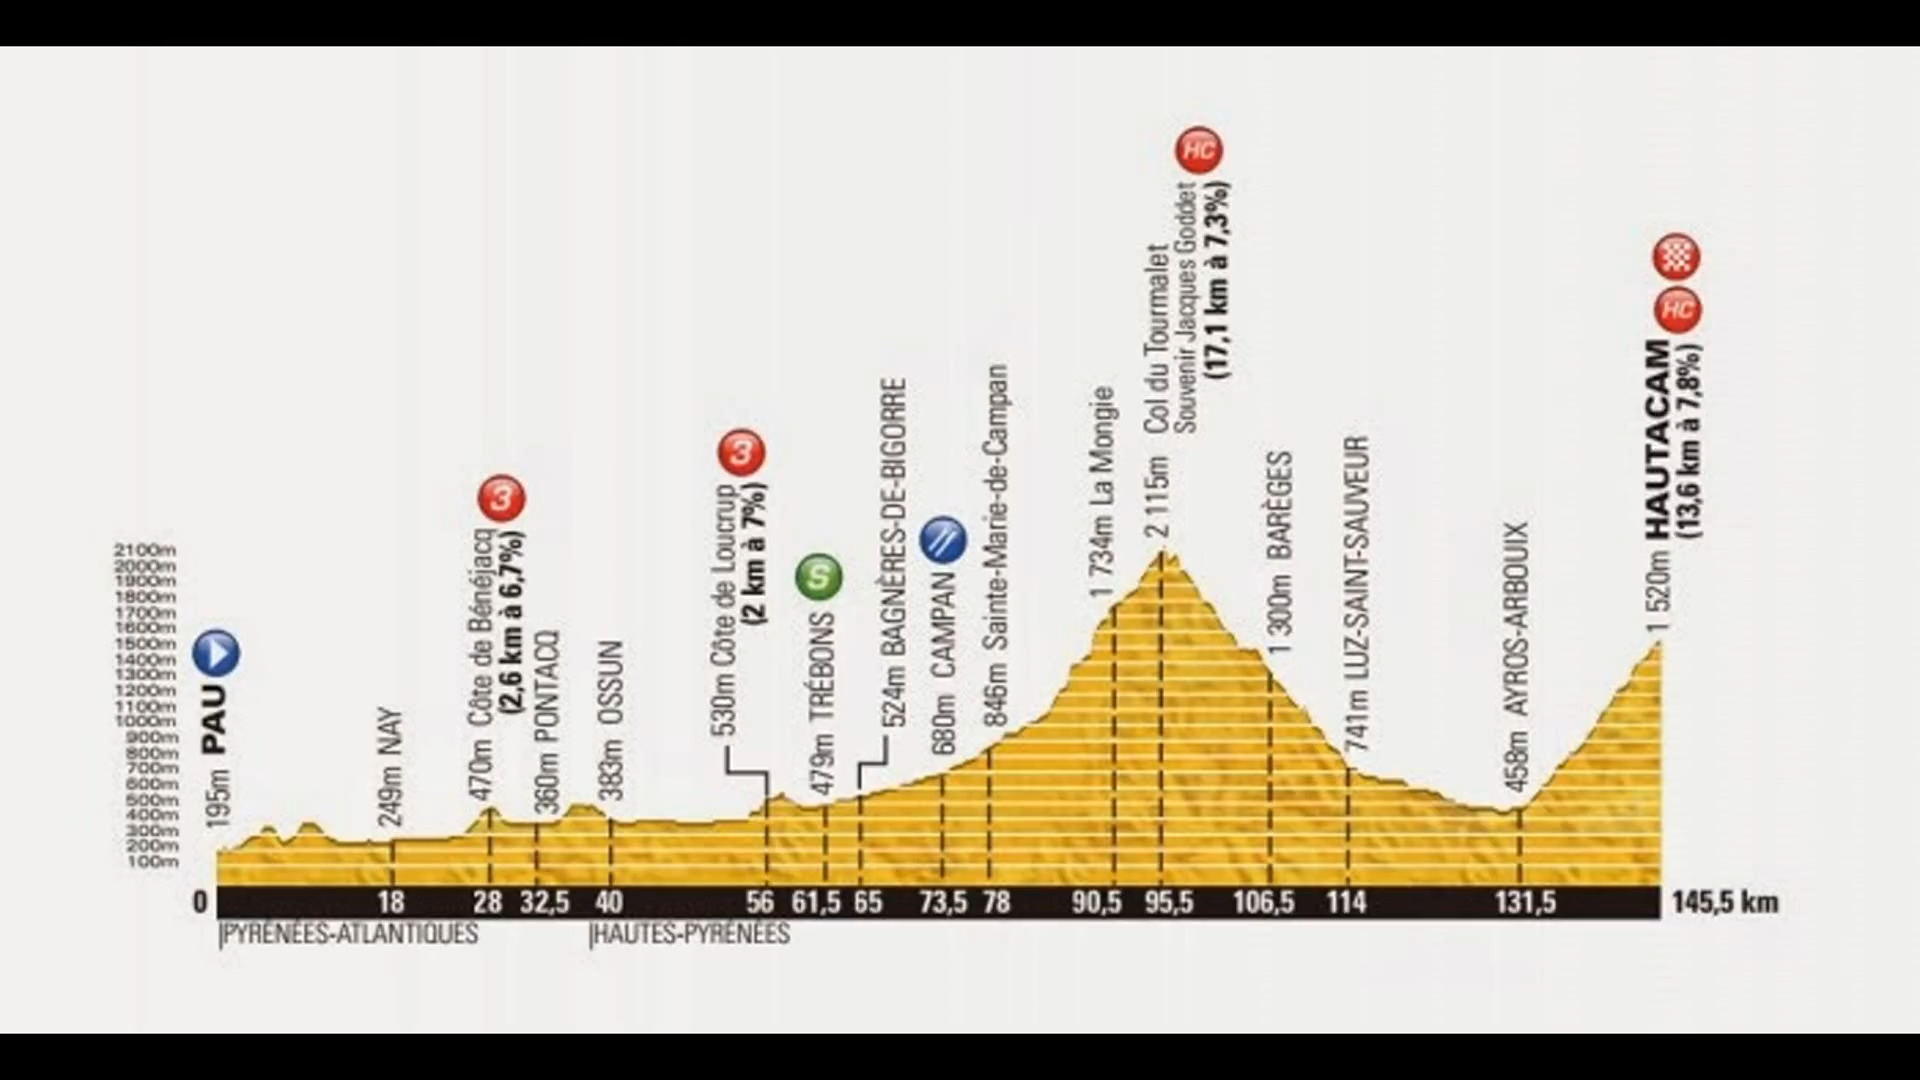 2100m
2000m
1900m
1800m
1700m
1600m
1500m
1400m
1300m
1200m
1100m
1000m
900m
800m
700m
600m
500m
400m
300m
200m
100m
195m PAU
249m NAY
470m Côte de Bénéjacq
(2,6 km à 6,7%)
3
360m PONTACQ
383m OSSUN
530m Côte de Loucrup
(2 km à 7%)
3
479m TRÉBONS
S
524m BAGNÈRES-DE-BIGORRE
680m CAMPAN
846m Sainte-Marie-de-Campan
1 734m La Mongie
2 115m Col du Tourmalet
Souvenir Jacques Goddet
(17,1 km à 7,3%)
HC
1 300m BARÈGES
741m LUZ-SAINT-SAUVEUR
458m AYROS-ARBOUIX
1 520m HAUTACAM
(13,6 km à 7,8%)
HC
0 18 28 32,5 40 56 61,5 65 73,5 78 90,5 95,5 106,5 114 131,5 145,5 km
PYRÉNÉES-ATLANTIQUES
HAUTES-PYRÉNÉES